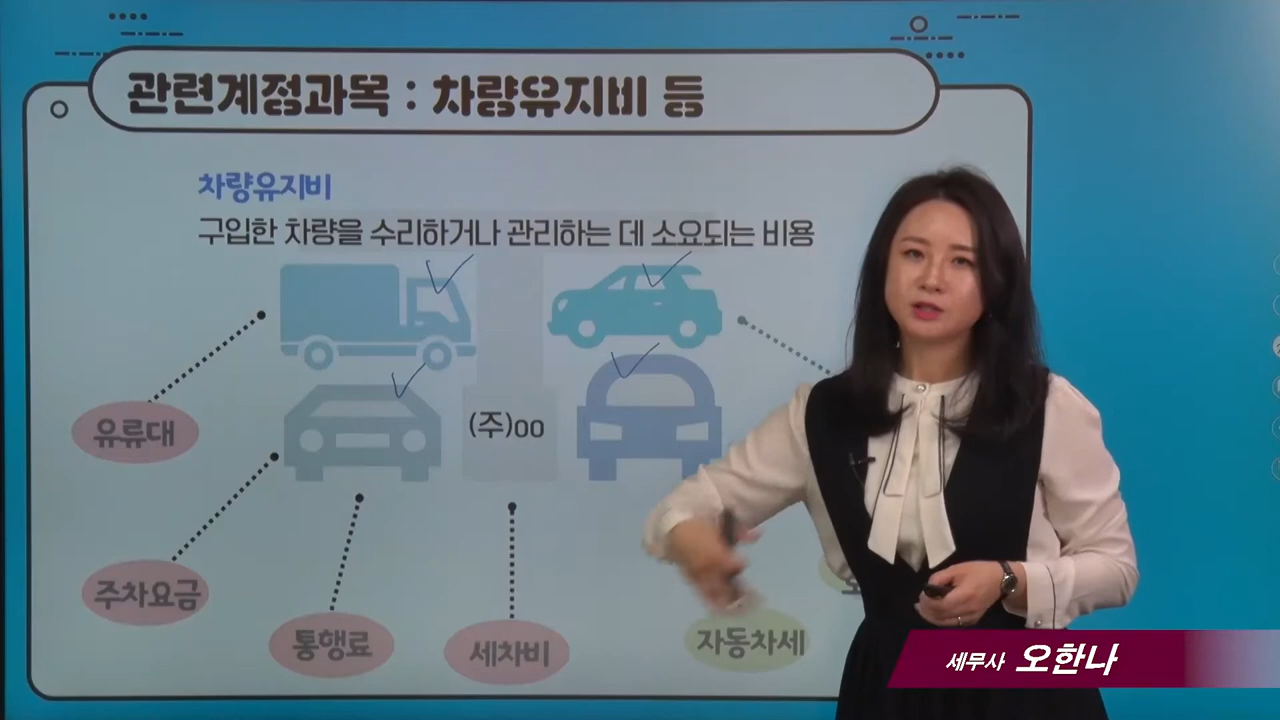 관련계정과목 : 차량유지비 등
차량유지비
구입한 차량을 수리하거나 관리하는 데 소요되는 비용
(주)oo
유류대
주차요금
통행료
세차비
자동차세
세무사 오한나